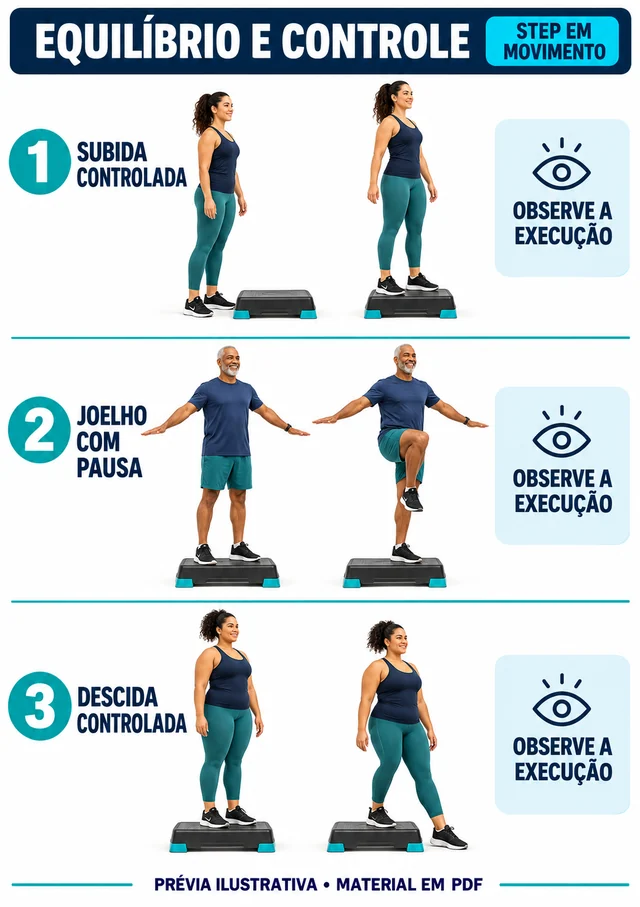 EQUILÍBRIO E CONTROLE
STEP EM
MOVIMENTO
1
SUBIDA
CONTROLADA
OBSERVE A
EXECUÇÃO
2
JOELHO
COM
PAUSA
OBSERVE A
EXECUÇÃO
3
DESCIDA
CONTROLADA
OBSERVE A
EXECUÇÃO
PRÉVIA ILUSTRATIVA • MATERIAL EM PDF